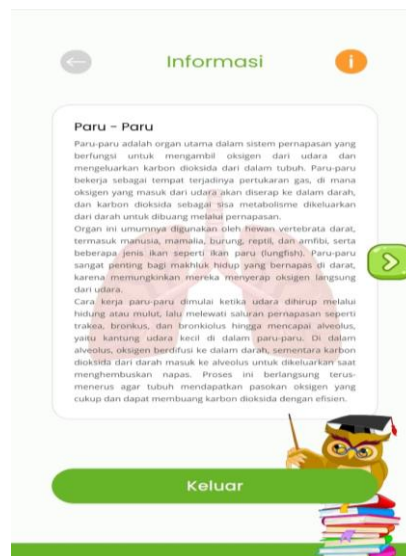 Informasi
i
Paru - Paru
Paru-paru adalah organ utama dalam sistem pernapasan yang
berfungsi untuk mengambil oksigen dari udara dan
mengeluarkan karbon dioksida dari dalam tubuh. Paru-paru
bekerja sebagai tempat terjadinya pertukaran gas, di mana
oksigen yang masuk dari udara akan diserap ke dalam darah,
dan karbon dioksida sebagai sisa metabolisme dikeluarkan
dari darah untuk dibuang melalui pernapasan.
Organ ini umumnya digunakan oleh hewan vertebrata darat,
termasuk manusia, mamalia, burung, reptil, dan amfibi, serta
beberapa jenis ikan seperti ikan paru (lungfish). Paru-paru
sangat penting bagi makhluk hidup yang bernapas di darat,
karena memungkinkan mereka menyerap oksigen langsung
dari udara.
Cara kerja paru-paru dimulai ketika udara dihirup melalui
hidung atau mulut, lalu melewati saluran pernapasan seperti
trakea, bronkus, dan bronkiolus hingga mencapai alveolus,
yaitu kantung udara kecil di dalam paru-paru. Di dalam
alveolus, oksigen berdifusi ke dalam darah, sementara karbon
dioksida dari darah masuk ke alveolus untuk dikeluarkan saat
menghembuskan napas. Proses ini berlangsung terus-
menerus agar tubuh mendapatkan pasokan oksigen yang
cukup dan dapat membuang karbon dioksida dengan efisien.
Keluar